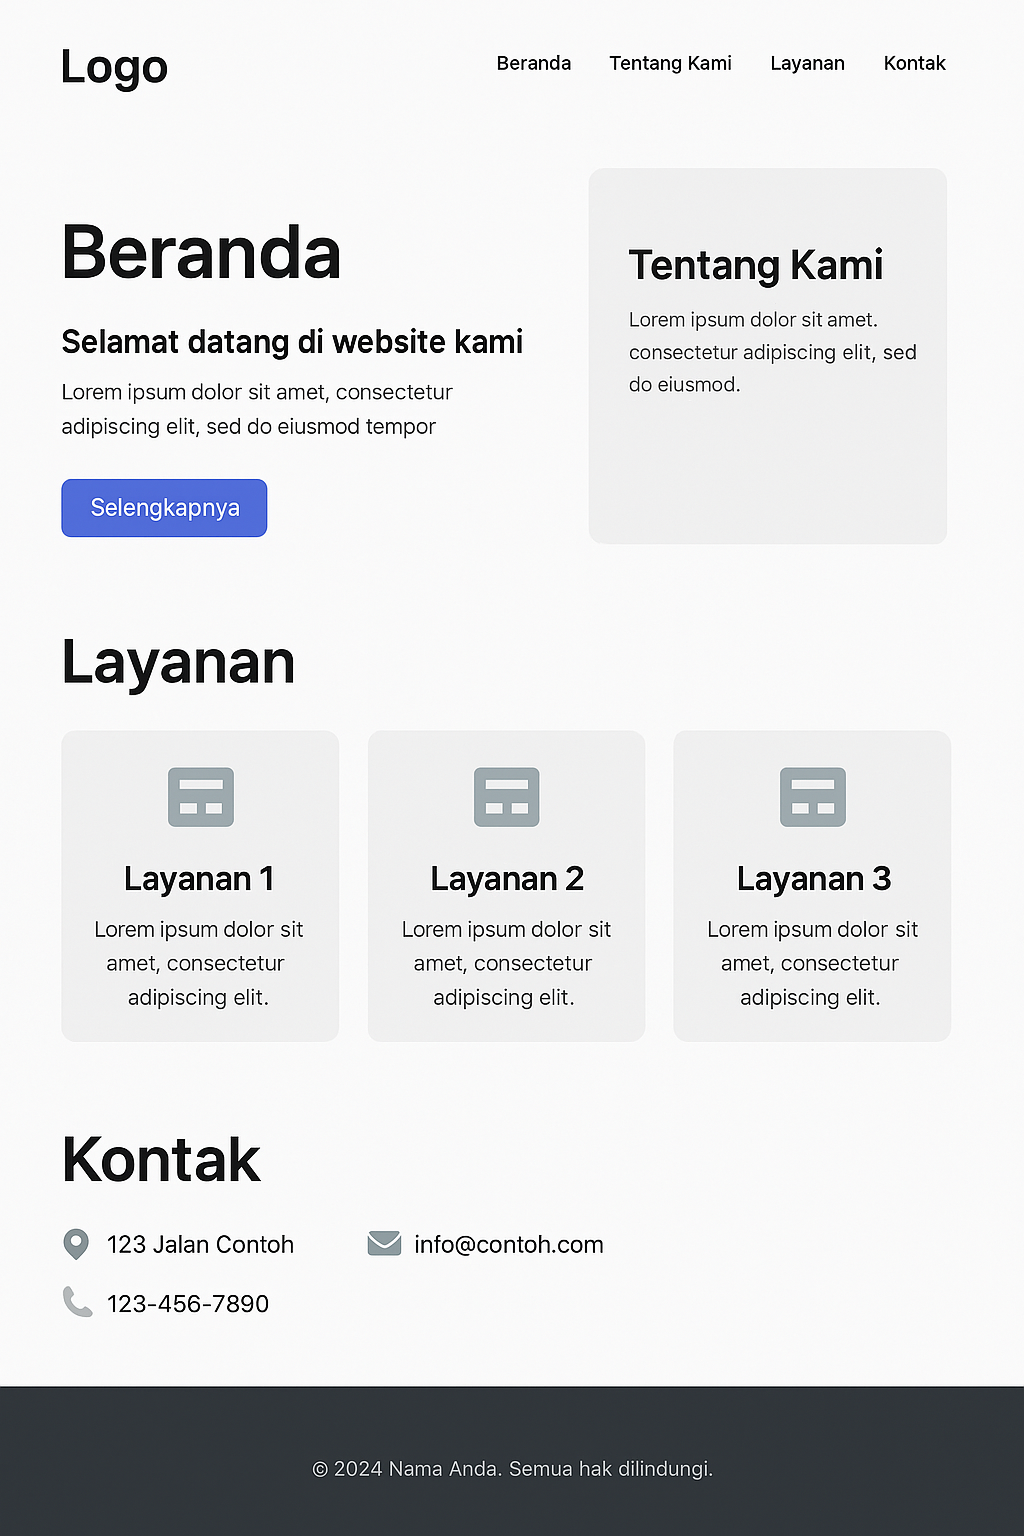 Logo
Beranda Tentang Kami Layanan Kontak
Beranda
Selamat datang di website kami
Lorem ipsum dolor sit amet, consectetur
adipiscing elit, sed do eiusmod tempor
Selengkapnya
Tentang Kami
Lorem ipsum dolor sit amet.
consectetur adipiscing elit, sed
do eiusmod.
Layanan
Layanan 1
Lorem ipsum dolor sit
amet, consectetur
adipiscing elit.
Layanan 2
Lorem ipsum dolor sit
amet, consectetur
adipiscing elit.
Layanan 3
Lorem ipsum dolor sit
amet, consectetur
adipiscing elit.
Kontak
123 Jalan Contoh
info@contoh.com
123-456-7890
© 2024 Nama Anda. Semua hak dilindungi.